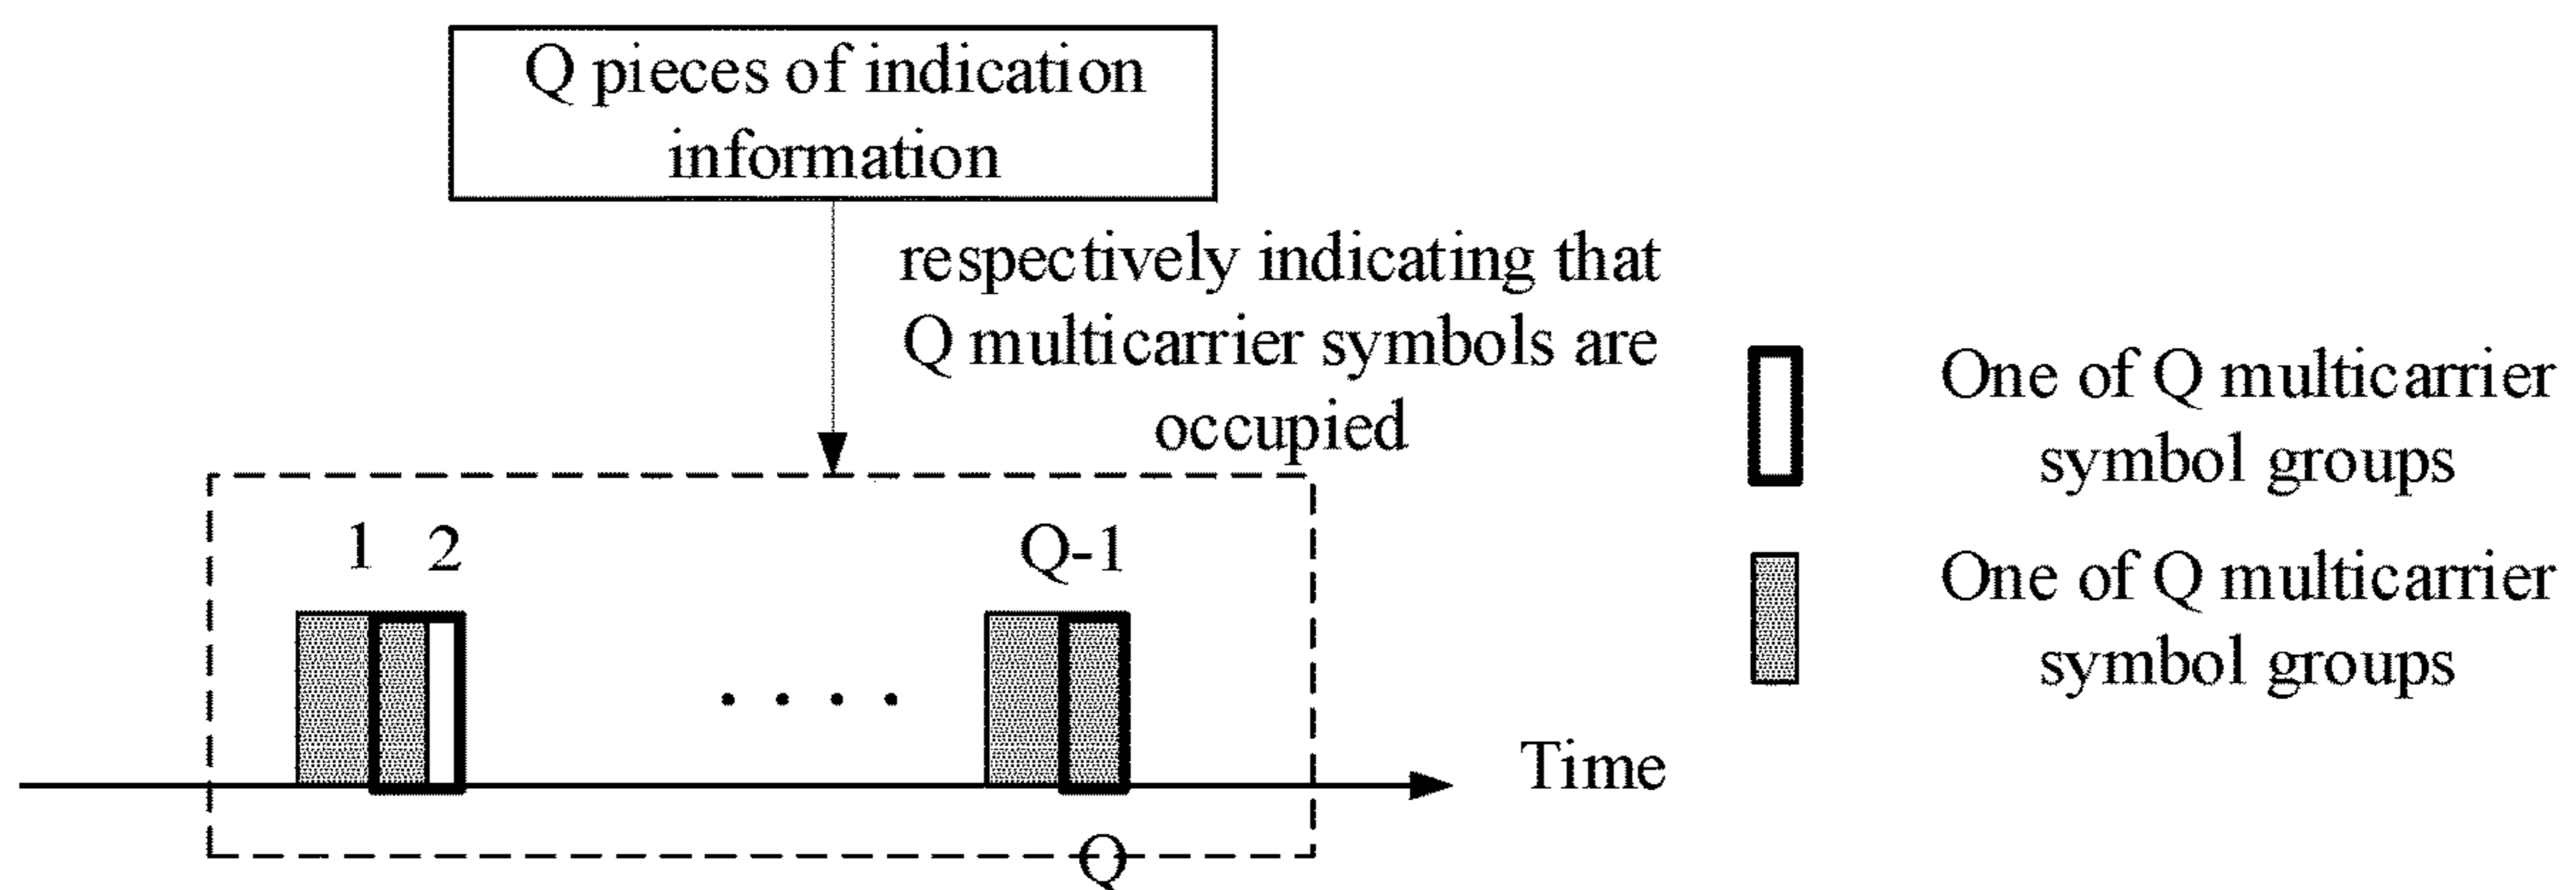 Q pieces of indication
information
respectively indicating that
Q multicarrier symbols are
occupied
One of Q multicarrier
symbol groups
One of Q multicarrier
symbol groups
1 2
Q-1
Time
Q